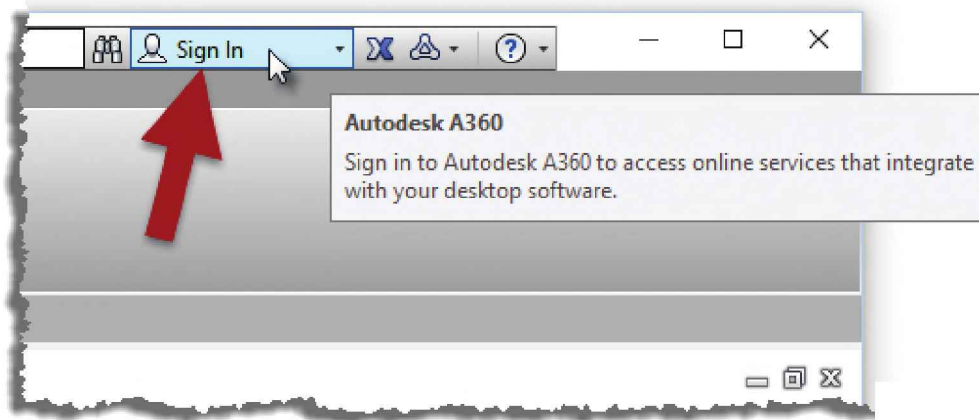 Sign In
Autodesk A360
Sign in to Autodesk A360 to access online services that integrate
with your desktop software.